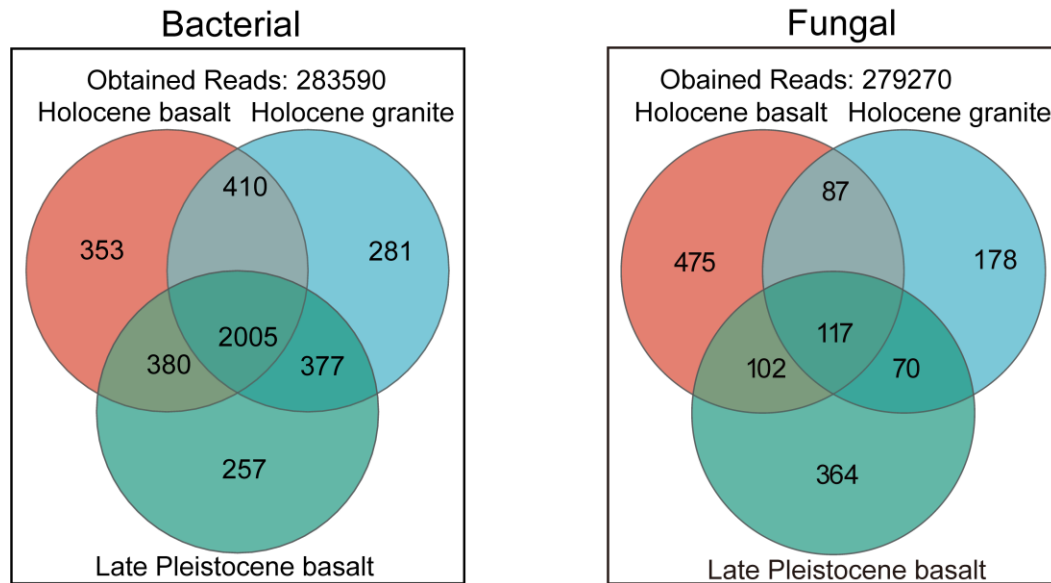 Bacterial
Obtained Reads: 283590
Holocene basalt Holocene granite
410
353
281
2005
380
377
257
Late Pleistocene basalt
Fungal
Obained Reads: 279270
Holocene basalt Holocene granite
87
475
178
117
102
70
364
Late Pleistocene basalt